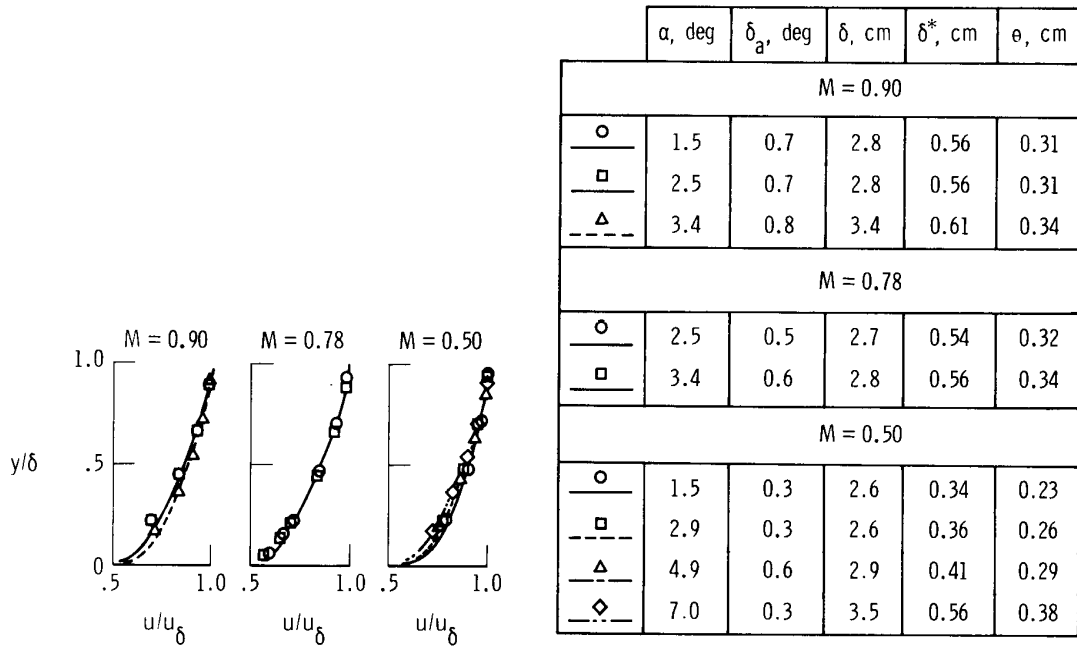 M = 0.90 M = 0.78 M = 0.50
1.0
y/δ .5
0
.5 1.0 .5 1.0 .5 1.0
u/u_δ u/u_δ u/u_δ
α, deg δ_a, deg δ, cm δ*, cm θ, cm
M = 0.90
1.5 0.7 2.8 0.56 0.31
2.5 0.7 2.8 0.56 0.31
3.4 0.8 3.4 0.61 0.34
M = 0.78
2.5 0.5 2.7 0.54 0.32
3.4 0.6 2.8 0.56 0.34
M = 0.50
1.5 0.3 2.6 0.34 0.23
2.9 0.3 2.6 0.36 0.26
4.9 0.6 2.9 0.41 0.29
7.0 0.3 3.5 0.56 0.38